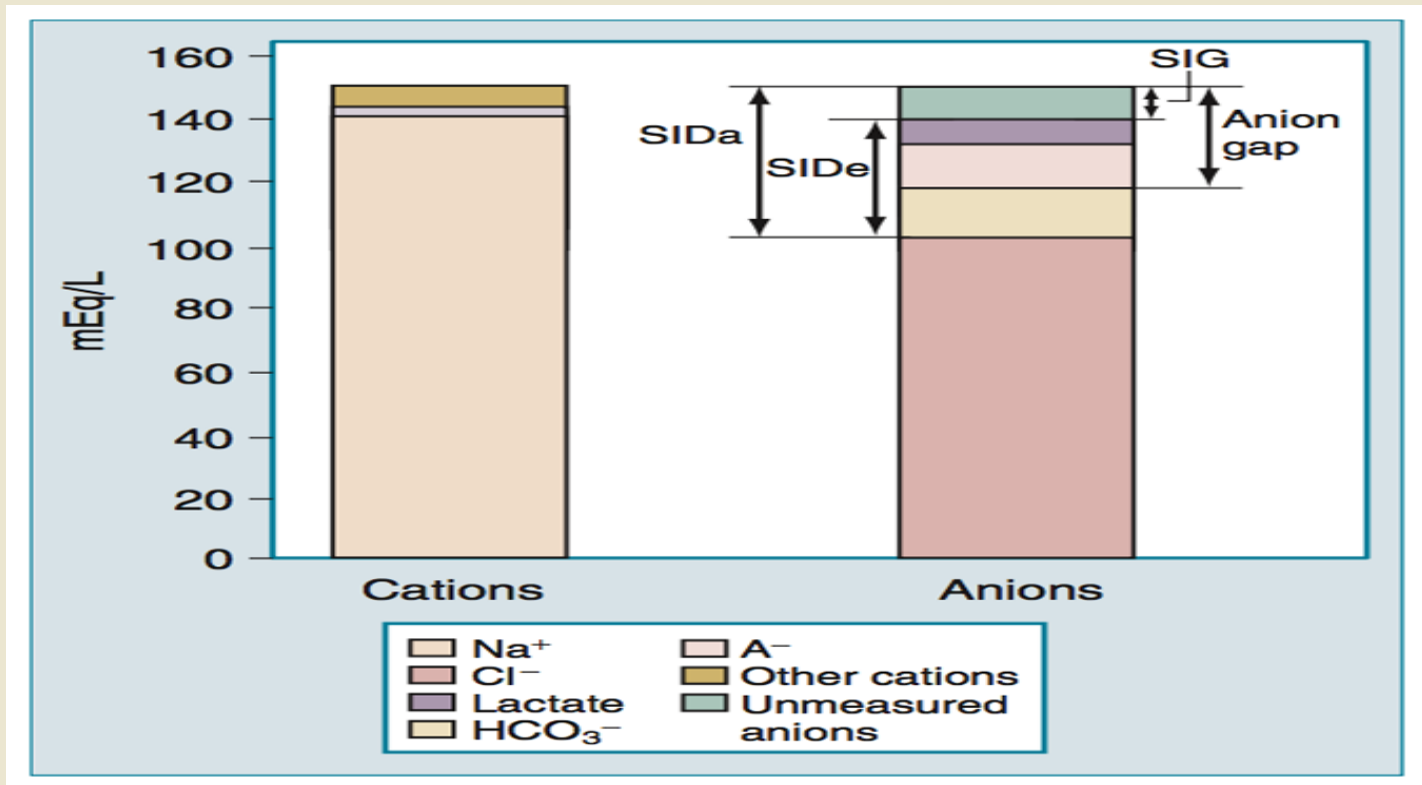 160
140
120
100
80
60
40
20
0
mEq/L
SIDa
SIDe
SIG
Anion
gap
Cations
Anions
Na⁺
Cl⁻
Lactate
HCO₃⁻
A⁻
Other cations
Unmeasured
anions